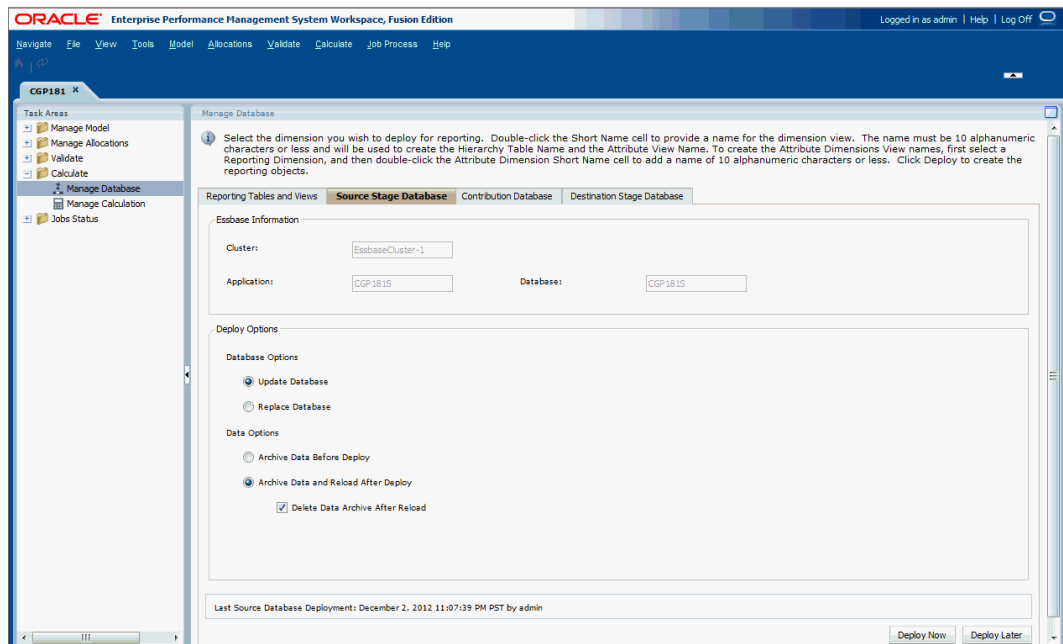 ORACLE® Enterprise Performance Management System Workspace, Fusion Edition
Logged in as admin | Help | Log Off
Navigate File View Tools Model Allocations Validate Calculate Job Process Help
CGP181 ×
Task Areas
Manage Model
Manage Allocations
Validate
Calculate
Manage Database
Manage Calculation
Jobs Status
Manage Database
Select the dimension you wish to deploy for reporting. Double-click the Short Name cell to provide a name for the dimension view. The name must be 10 alphanumeric
characters or less and will be used to create the Hierarchy Table Name and the Attribute View Name. To create the Attribute Dimensions View names, first select a
Reporting Dimension, and then double-click the Attribute Dimension Short Name cell to add a name of 10 alphanumeric characters or less. Click Deploy to create the
reporting objects.
Reporting Tables and Views Source Stage Database Contribution Database Destination Stage Database
Essbase Information
Cluster: EssbaseCluster-1
Application: CGP181S Database: CGP181S
Deploy Options
Database Options
Update Database
Replace Database
Data Options
Archive Data Before Deploy
Archive Data and Reload After Deploy
Delete Data Archive After Reload
Last Source Database Deployment: December 2, 2012 11:07:39 PM PST by admin
Deploy Now Deploy Later